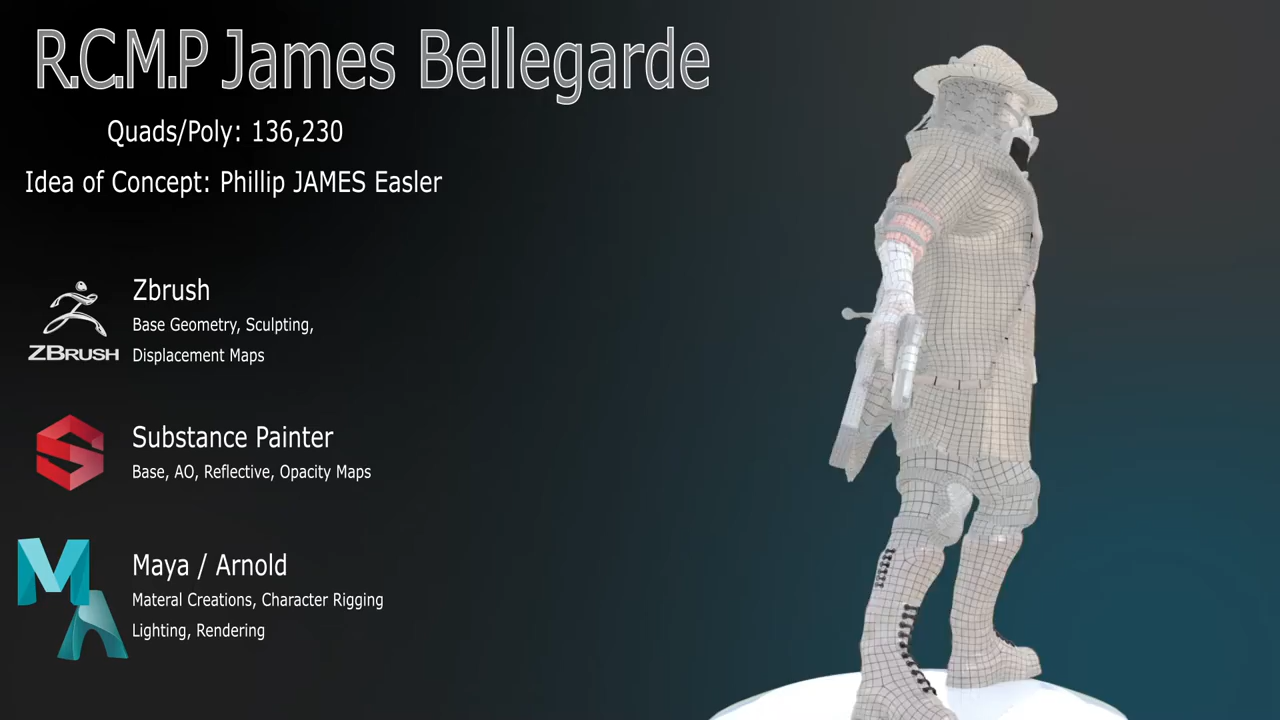 R.C.M.P James Bellegarde
Quads/Poly: 136,230
Idea of Concept: Phillip JAMES Easler
Zbrush
Base Geometry, Sculpting,
Displacement Maps
ZBRUSH
Substance Painter
Base, AO, Reflective, Opacity Maps
Maya / Arnold
Materal Creations, Character Rigging
Lighting, Rendering